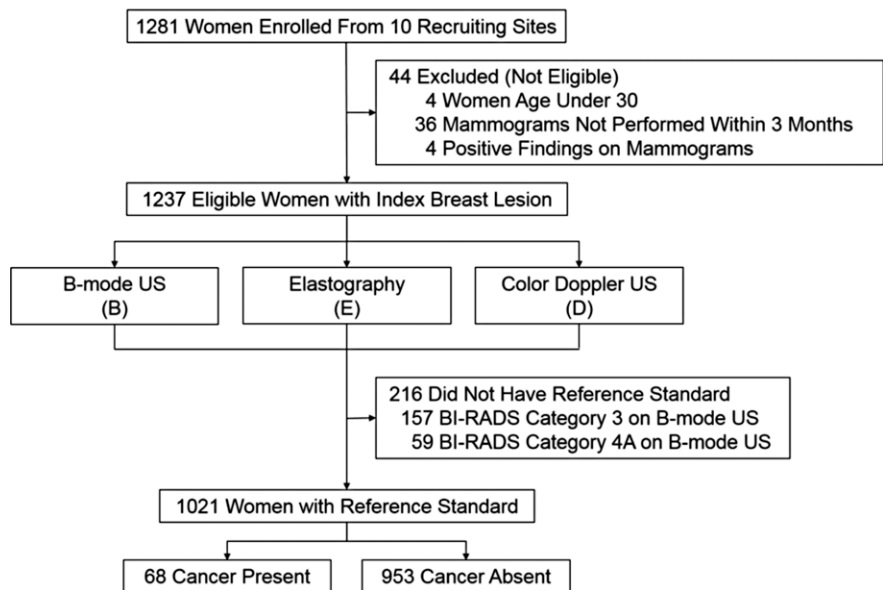 1281 Women Enrolled From 10 Recruiting Sites
44 Excluded (Not Eligible)
4 Women Age Under 30
36 Mammograms Not Performed Within 3 Months
4 Positive Findings on Mammograms
1237 Eligible Women with Index Breast Lesion
B-mode US
(B)
Elastography
(E)
Color Doppler US
(D)
216 Did Not Have Reference Standard
157 BI-RADS Category 3 on B-mode US
59 BI-RADS Category 4A on B-mode US
1021 Women with Reference Standard
68 Cancer Present
953 Cancer Absent